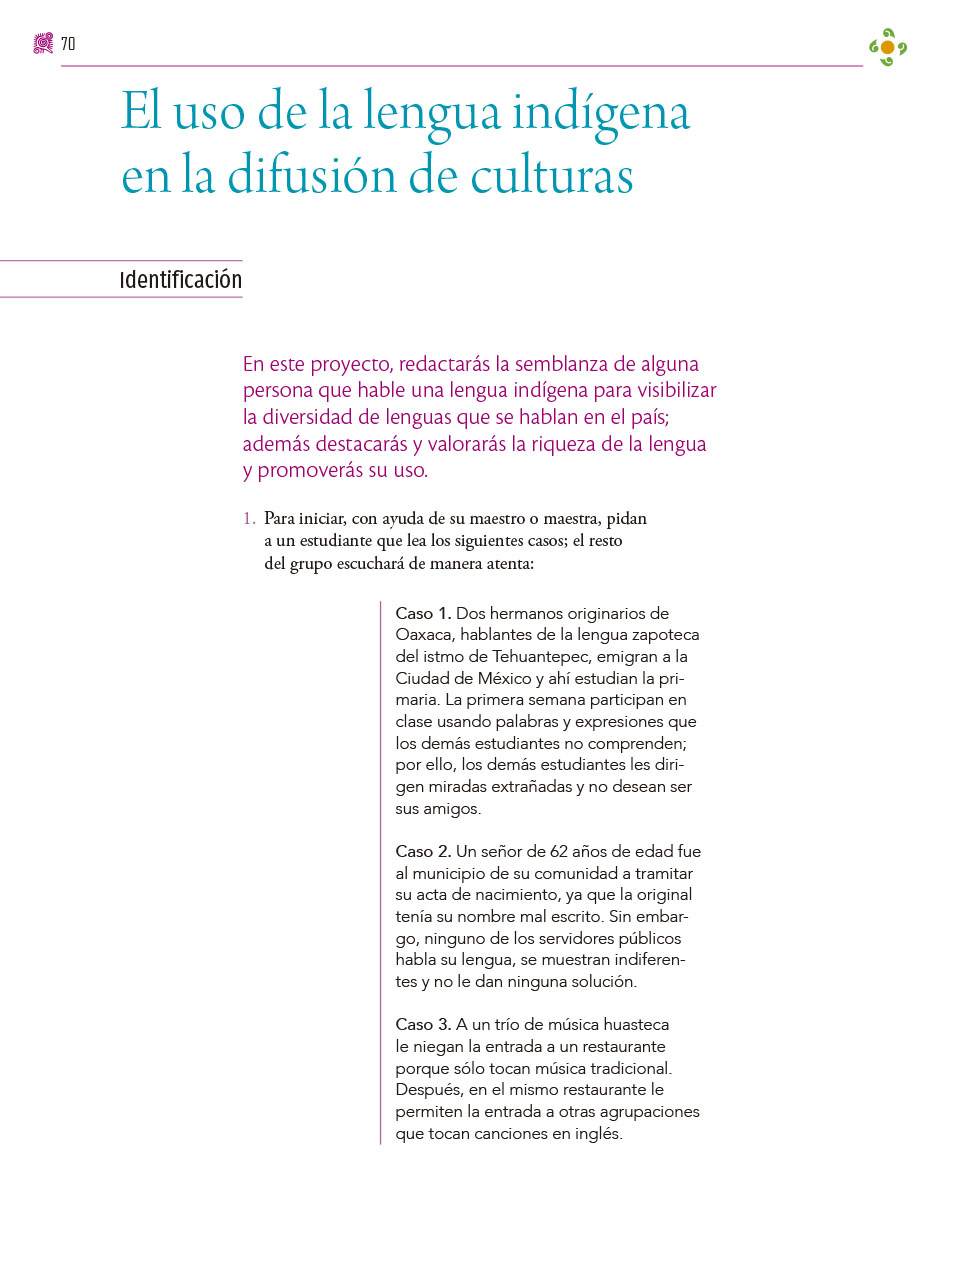 70
El uso de la lengua indígena
en la difusión de culturas
Identificación
En este proyecto, redactarás la semblanza de alguna
persona que hable una lengua indígena para visibilizar
la diversidad de lenguas que se hablan en el país;
además destacarás y valorarás la riqueza de la lengua
y promoverás su uso.
1. Para iniciar, con ayuda de su maestro o maestra, pidan
a un estudiante que lea los siguientes casos; el resto
del grupo escuchará de manera atenta:
Caso 1. Dos hermanos originarios de
Oaxaca, hablantes de la lengua zapoteca
del istmo de Tehuantepec, emigran a la
Ciudad de México y ahí estudian la pri-
maria. La primera semana participan en
clase usando palabras y expresiones que
los demás estudiantes no comprenden;
por ello, los demás estudiantes les diri-
gen miradas extrañadas y no desean ser
sus amigos.
Caso 2. Un señor de 62 años de edad fue
al municipio de su comunidad a tramitar
su acta de nacimiento, ya que la original
tenía su nombre mal escrito. Sin embar-
go, ninguno de los servidores públicos
habla su lengua, se muestran indiferen-
tes y no le dan ninguna solución.
Caso 3. A un trío de música huasteca
le niegan la entrada a un restaurante
porque sólo tocan música tradicional.
Después, en el mismo restaurante le
permiten la entrada a otras agrupaciones
que tocan canciones en inglés.